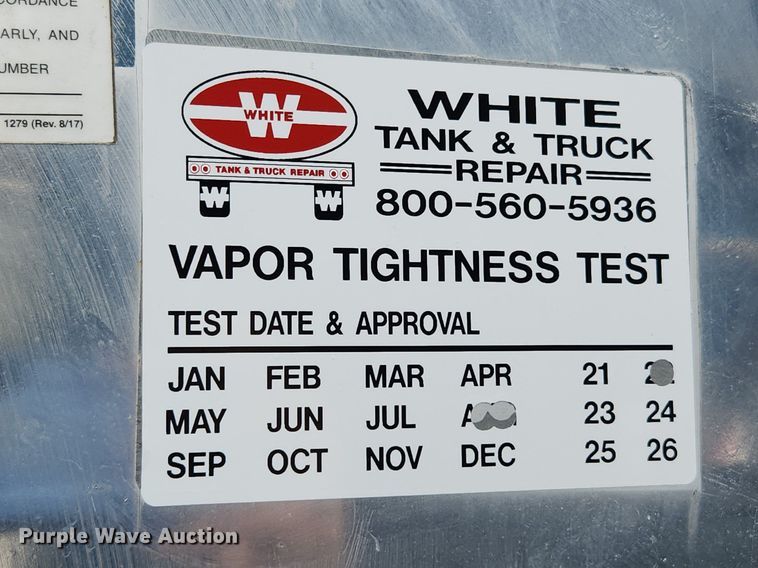 CORDANCE
ARLY, AND
UMBER
1279 (Rev. 8/17)
WHITE
W
TANK & TRUCK REPAIR
W W
WHITE
TANK & TRUCK
REPAIR
800-560-5936
VAPOR TIGHTNESS TEST
TEST DATE & APPROVAL
JAN FEB MAR APR 21
MAY JUN JUL 23 24
SEP OCT NOV DEC 25 26
Purple Wave Auction